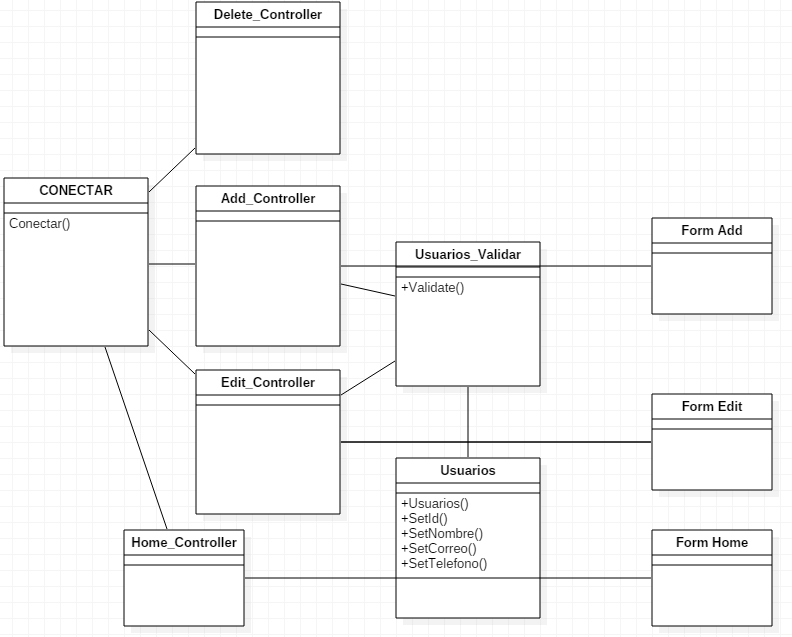 Delete_Controller
CONECTAR
Conectar()
Add_Controller
Usuarios_Validar
+Validate()
Form Add
Edit_Controller
Form Edit
Usuarios
+Usuarios()
+SetId()
+SetNombre()
+SetCorreo()
+SetTelefono()
Home_Controller
Form Home